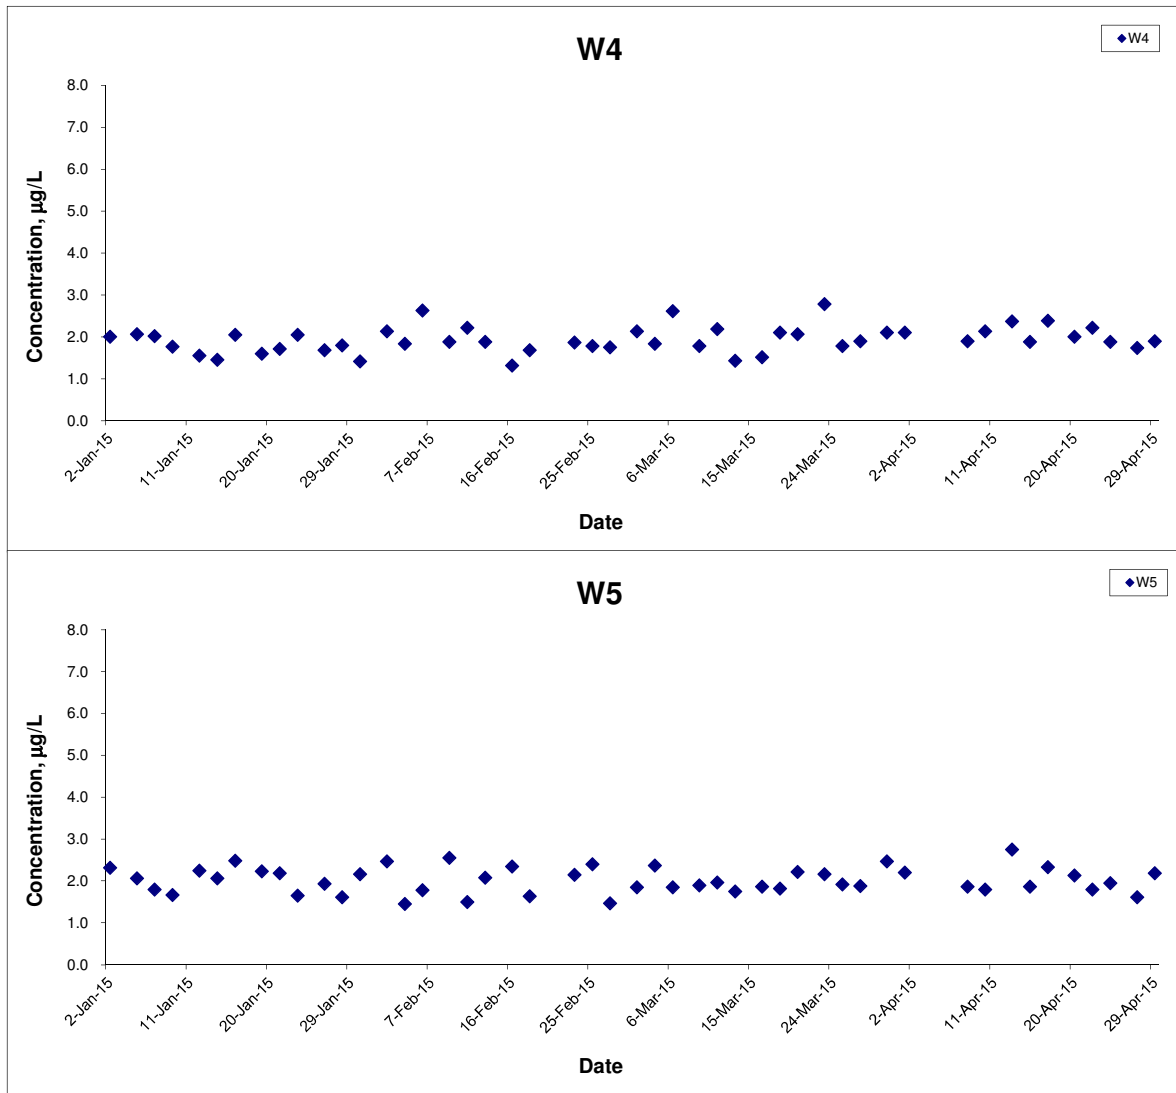 W4
W4
8.0
7.0
6.0
5.0
4.0
3.0
2.0
1.0
0.0
Concentration, µg/L
2-Jan-15 11-Jan-15 20-Jan-15 29-Jan-15 7-Feb-15 16-Feb-15 25-Feb-15 6-Mar-15 15-Mar-15 24-Mar-15 2-Apr-15 11-Apr-15 20-Apr-15 29-Apr-15
Date
W5
W5
8.0
7.0
6.0
5.0
4.0
3.0
2.0
1.0
0.0
Concentration, µg/L
2-Jan-15 11-Jan-15 20-Jan-15 29-Jan-15 7-Feb-15 16-Feb-15 25-Feb-15 6-Mar-15 15-Mar-15 24-Mar-15 2-Apr-15 11-Apr-15 20-Apr-15 29-Apr-15
Date